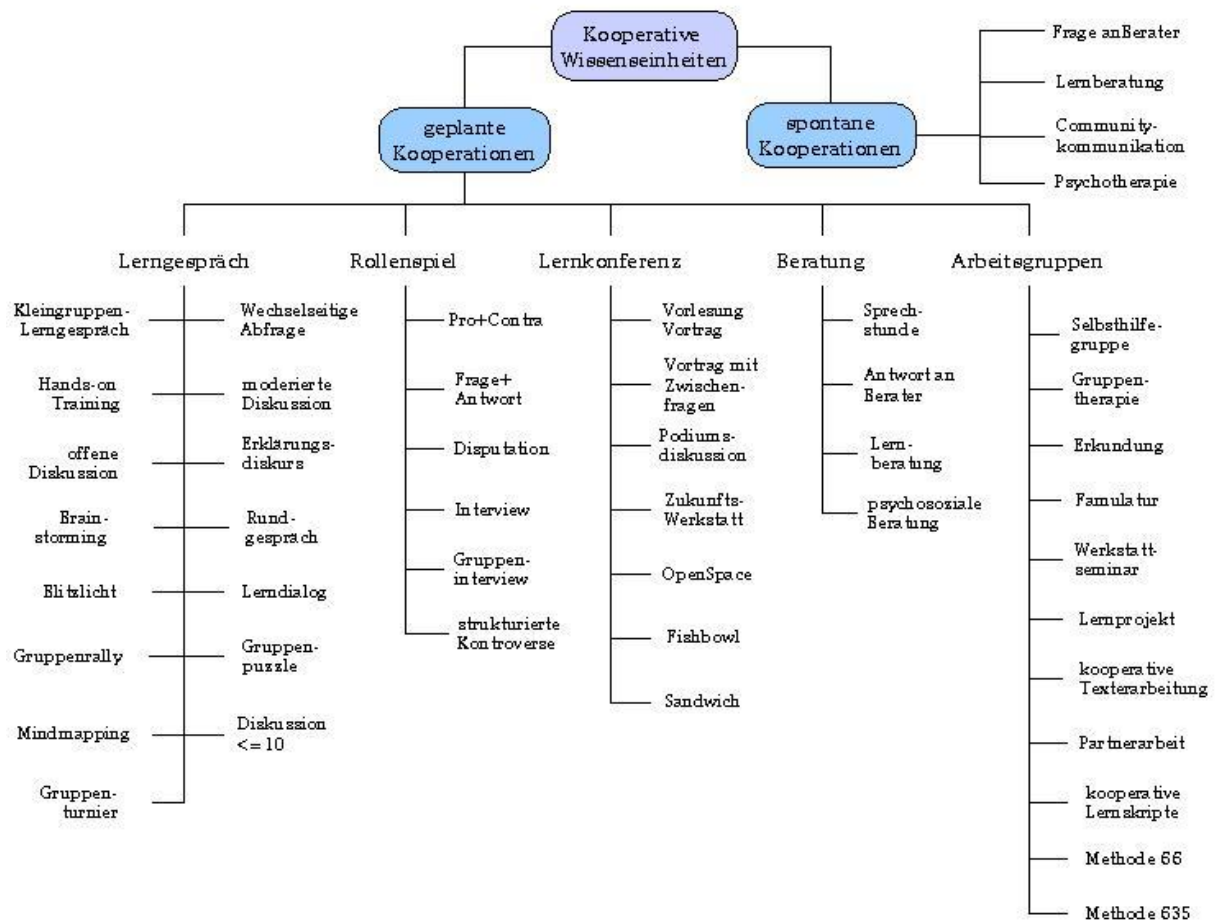 Kooperative
Wissenseinheiten
geplante
Kooperationen
spontane
Kooperationen
Frage anBerater
Lernberatung
Community-
kommunikation
Psychotherapie
Lerngespräch
Kleingruppen-
Lerngespräch
Wechselseitige
Abfrage
Hands-on
Training
moderierte
Diskussion
offene
Diskussion
Erklärungs-
diskurs
Brain-
storming
Rund-
gespräch
Blitzlicht
Lerndialog
Gruppenrally
Gruppen-
puzzle
Mindmapping
Diskussion
<= 10
Gruppen-
turnier
Rollenspiel
Pro+Contra
Frage+
Antwort
Disputation
Interview
Gruppen-
interview
strukturierte
Kontroverse
Lernkonferenz
Vorlesung
Vortrag
Vortrag mit
Zwischen-
fragen
Podiums-
diskussion
Zukunfts-
Werkstatt
OpenSpace
Fishbowl
Sandwich
Beratung
Sprech-
stunde
Antwort an
Berater
Lern-
beratung
psychosoziale
Beratung
Arbeitsgruppen
Selbsthilfe-
gruppe
Gruppen-
therapie
Erkundung
Famulatur
Werkstatt-
seminar
Lernprojekt
kooperative
Texterarbeitung
Partnerarbeit
kooperative
Lernskripte
Methode 66
Methode 635